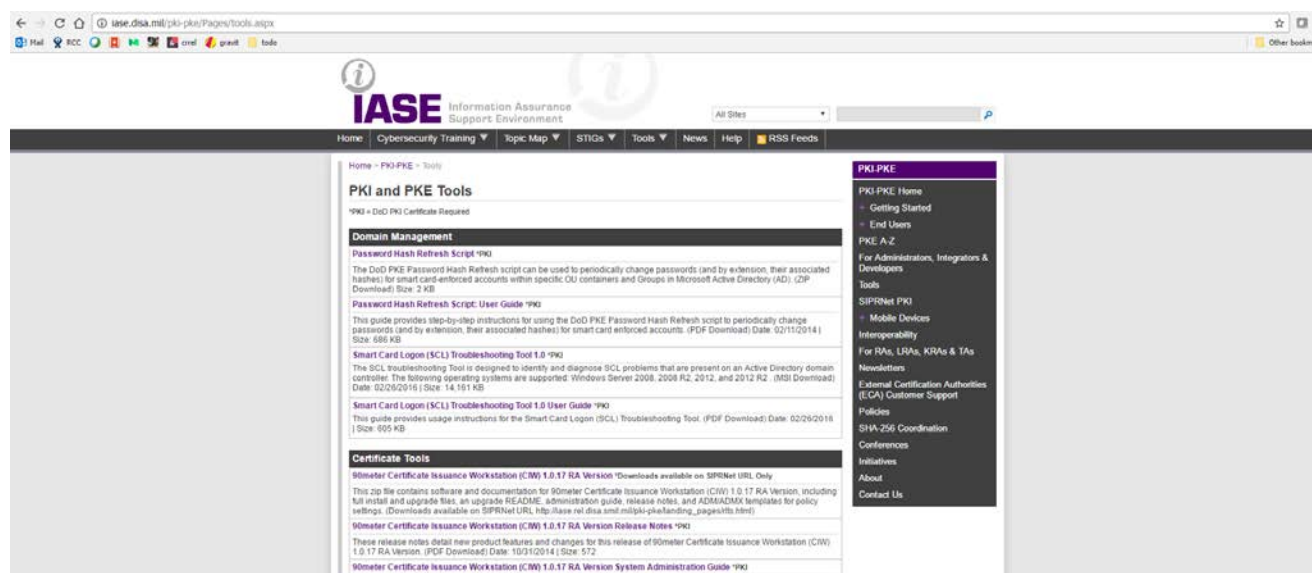 iase.disa.mil/pki-pke/Pages/tools.aspx
Mail RCC crrel gravit todo Other bookm
IASE Information Assurance
Support Environment
All Sites
Home Cybersecurity Training ▼ Topic Map ▼ STIGs ▼ Tools ▼ News Help RSS Feeds
Home > PKI-PKE > Tools
PKI and PKE Tools
*PKI = DoD PKI Certificate Required
Domain Management
Password Hash Refresh Script *PKI
The DoD PKE Password Hash Refresh script can be used to periodically change passwords (and by extension, their associated
hashes) for smart card-enforced accounts within specific OU containers and Groups in Microsoft Active Directory (AD). (ZIP
Download) Size: 2 KB
Password Hash Refresh Script: User Guide *PKI
This guide provides step-by-step instructions for using the DoD PKE Password Hash Refresh script to periodically change
passwords (and by extension, their associated hashes) for smart card enforced accounts. (PDF Download) Date: 02/11/2014 |
Size: 686 KB
Smart Card Logon (SCL) Troubleshooting Tool 1.0 *PKI
The SCL troubleshooting Tool is designed to identify and diagnose SCL problems that are present on an Active Directory domain
controller. The following operating systems are supported: Windows Server 2008, 2008 R2, 2012, and 2012 R2 . (MSI Download)
Date: 02/26/2016 | Size: 14,161 KB
Smart Card Logon (SCL) Troubleshooting Tool 1.0 User Guide *PKI
This guide provides usage instructions for the Smart Card Logon (SCL) Troubleshooting Tool. (PDF Download) Date: 02/26/2016
| Size: 605 KB
Certificate Tools
90meter Certificate Issuance Workstation (CIW) 1.0.17 RA Version *Downloads available on SIPRNet URL Only
This zip file contains software and documentation for 90meter Certificate Issuance Workstation (CIW) 1.0.17 RA Version, including
full install and upgrade files, an upgrade README, administration guide, release notes, and ADM/ADMX templates for policy
settings. (Downloads available on SIPRNet URL http://iase.rel.disa.smil.mil/pki-pke/landing_pages/rtls.html)
90meter Certificate Issuance Workstation (CIW) 1.0.17 RA Version Release Notes *PKI
These release notes detail new product features and changes for this release of 90meter Certificate Issuance Workstation (CIW)
1.0.17 RA Version. (PDF Download) Date: 10/31/2014 | Size: 572
90meter Certificate Issuance Workstation (CIW) 1.0.17 RA Version System Administration Guide *PKI
PKI-PKE
PKI-PKE Home
+ Getting Started
+ End Users
PKE A-Z
For Administrators, Integrators &
Developers
Tools
SIPRNet PKI
+ Mobile Devices
Interoperability
For RAs, LRAs, KRAs & TAs
Newsletters
External Certification Authorities
(ECA) Customer Support
Policies
SHA-256 Coordination
Conferences
Initiatives
About
Contact Us